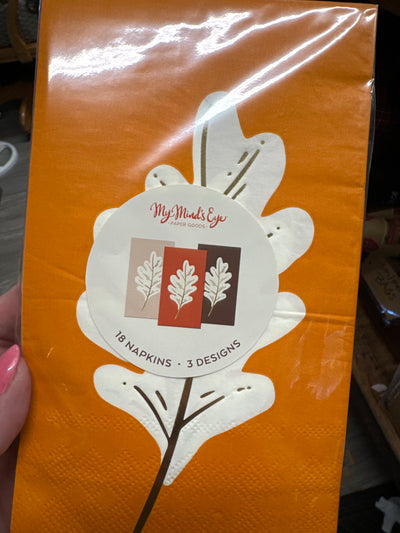 My Mind's Eye
PAPER GOODS
18 NAPKINS • 3 DESIGNS